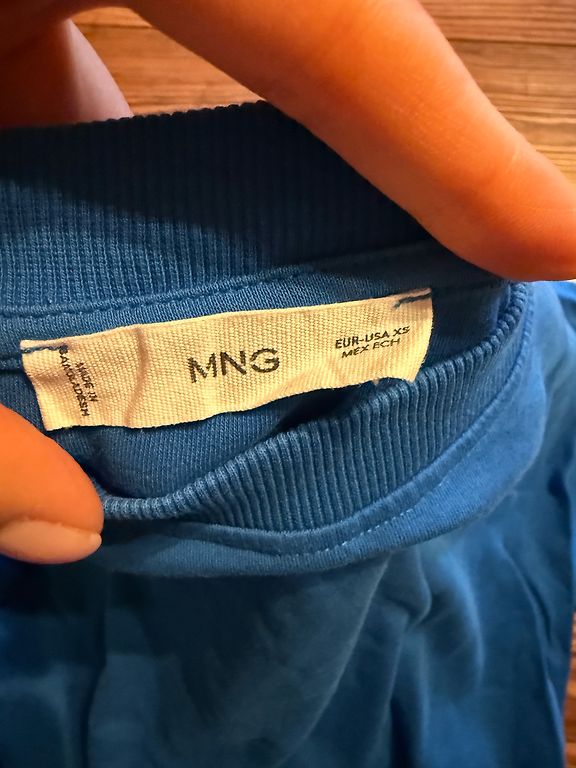 MADE IN
BANGLADESH
MNG
EUR-USA XS
MEX ECH